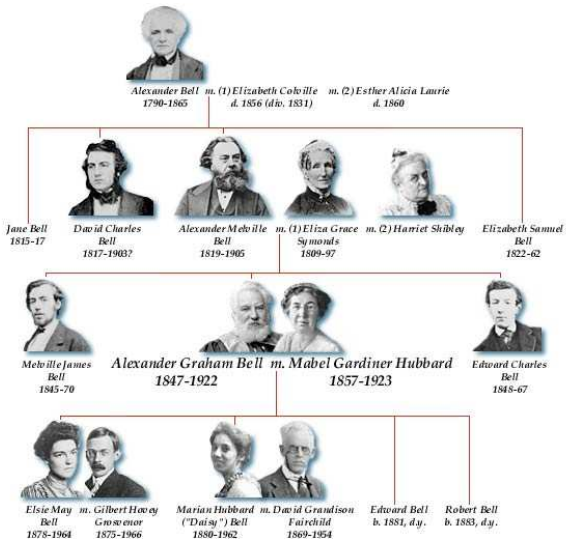 Alexander Bell m. (1) Elizabeth Colville m. (2) Esther Alicia Laurie
1790-1865 d. 1856 (div. 1831) d. 1860
Jane Bell
1815-17
David Charles
Bell
1817-1903?
Alexander Melville
Bell
1819-1905
m. (1) Eliza Grace
Symonds
1809-97
m. (2) Harriet Shibley
Elizabeth Samuel
Bell
1822-62
Melville James
Bell
1845-70
Alexander Graham Bell m. Mabel Gardiner Hubbard
1847-1922 1857-1923
Edward Charles
Bell
1848-67
Elsie May
Bell
1878-1964
m. Gilbert Hovey
Grosvenor
1875-1966
Marian Hubbard
("Daisy") Bell
1880-1962
m. David Grandison
Fairchild
1869-1954
Edward Bell
b. 1881, d.y.
Robert Bell
b. 1883, d.y.